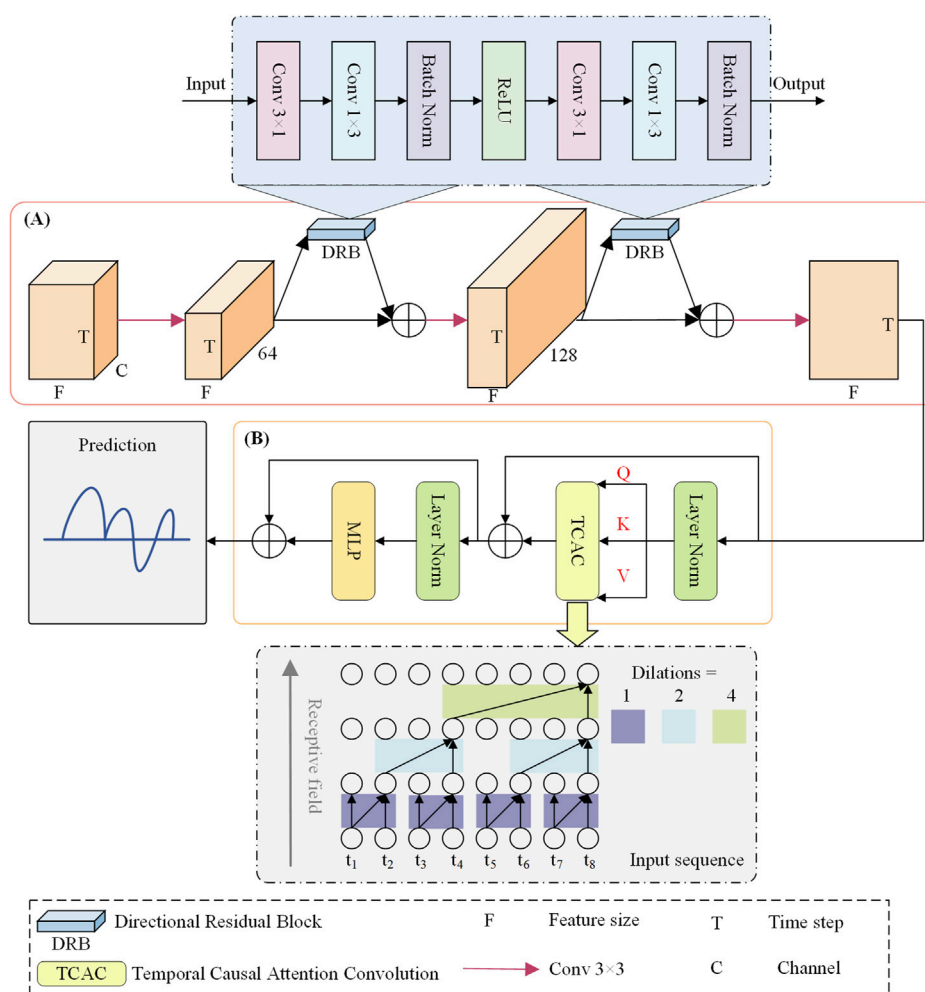 Input
Conv 3×1
Conv 1×3
Batch Norm
ReLU
Conv 3×1
Conv 1×3
Batch Norm
Output
(A)
DRB
DRB
T
C
F
T
64
F
T
128
F
T
F
Prediction
(B)
MLP
Layer Norm
TCAC
Q
K
V
Layer Norm
Receptive field
Dilations =
1 2 4
t₁ t₂ t₃ t₄ t₅ t₆ t₇ t₈
Input sequence
DRB
Directional Residual Block
F Feature size
T Time step
TCAC Temporal Causal Attention Convolution
Conv 3×3
C Channel